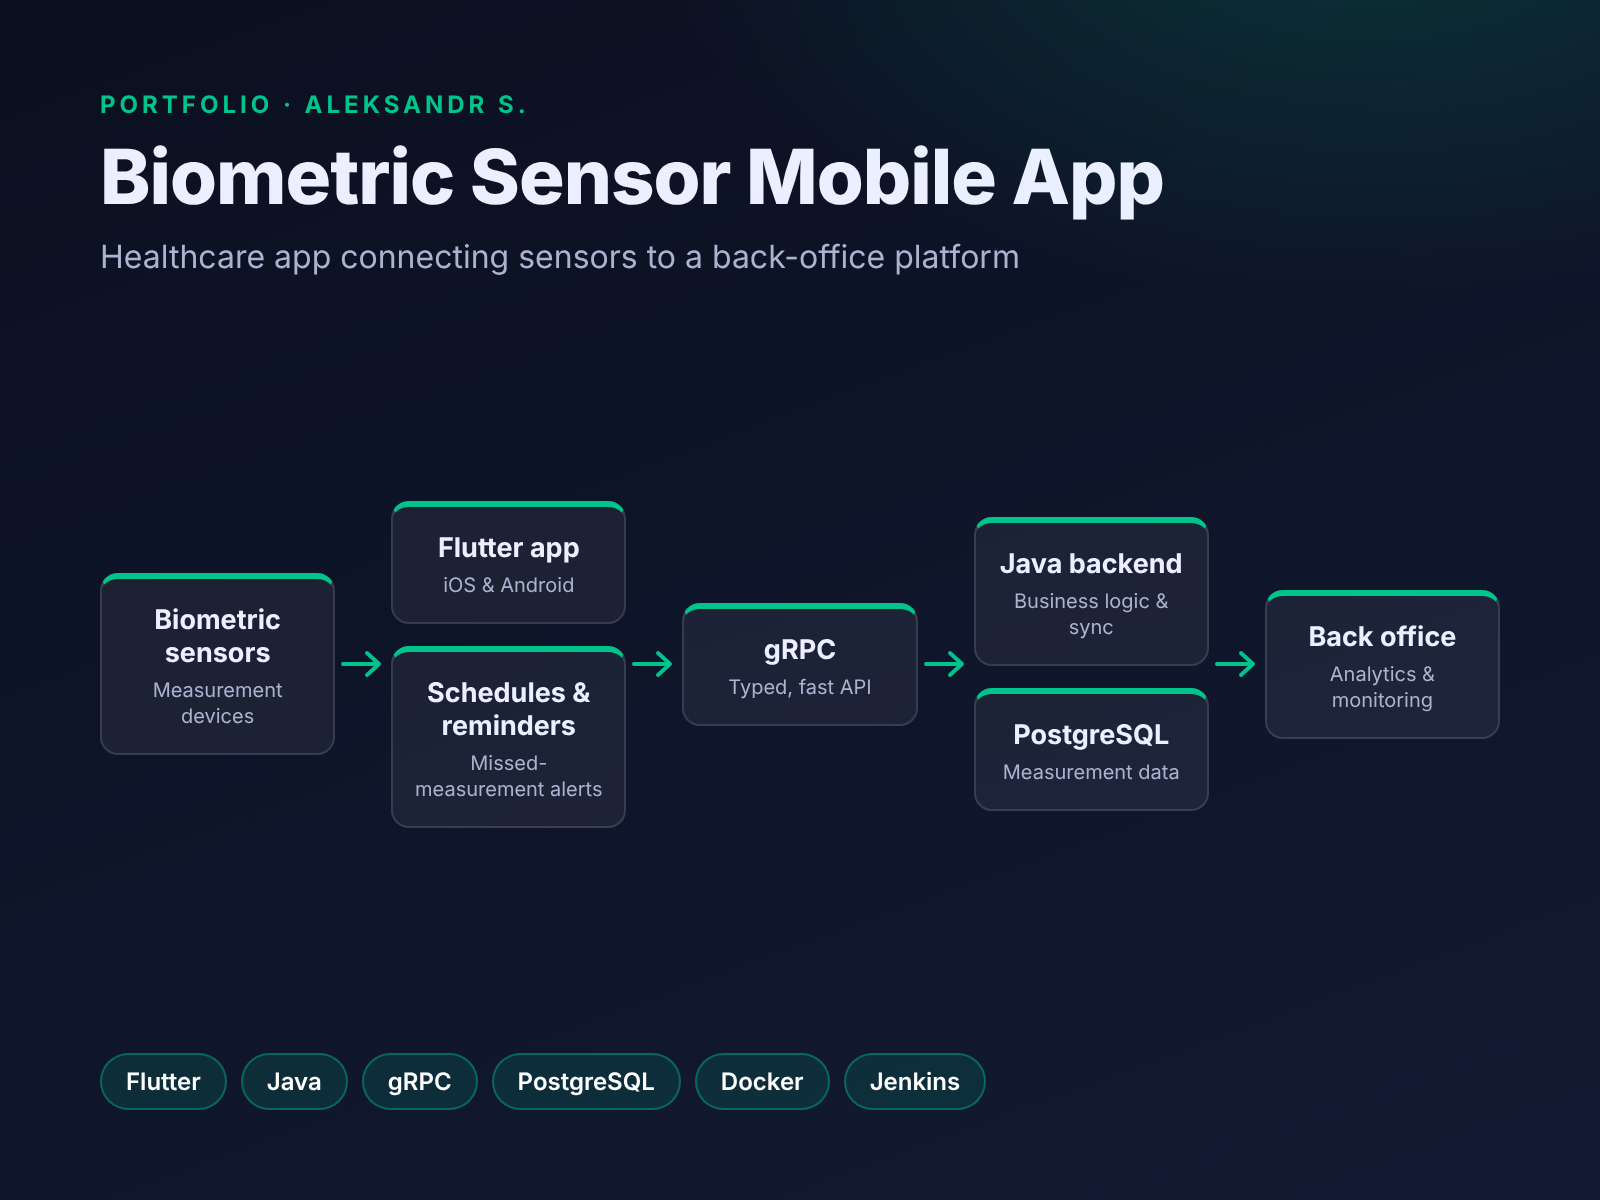 PORTFOLIO · ALEKSANDR S.
Biometric Sensor Mobile App
Healthcare app connecting sensors to a back-office platform
Biometric
sensors
Measurement
devices
Flutter app
iOS & Android
Schedules &
reminders
Missed-
measurement alerts
gRPC
Typed, fast API
Java backend
Business logic &
sync
PostgreSQL
Measurement data
Back office
Analytics &
monitoring
Flutter
Java
gRPC
PostgreSQL
Docker
Jenkins